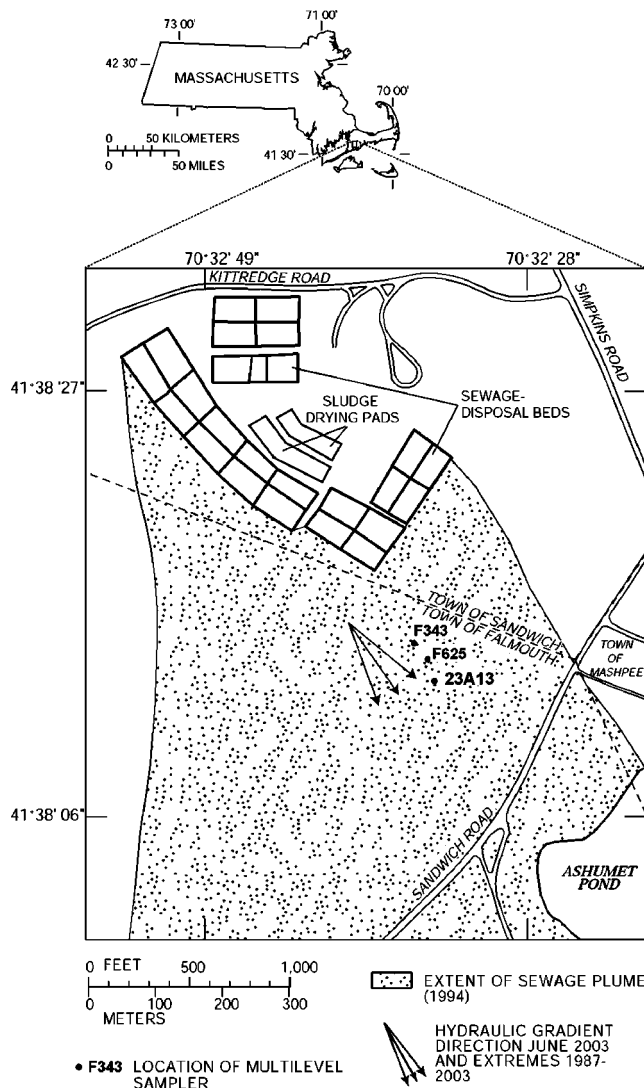 73 00'
71 00'
42 30'
MASSACHUSETTS
70 00'
0 50 KILOMETERS
0 50 MILES
41 30'
70°32'49"
70°32'28"
KITTREDGE ROAD
SIMPKINS ROAD
41°38'27"
SLUDGE
DRYING PADS
SEWAGE-
DISPOSAL BEDS
TOWN OF SANDWICH
TOWN OF FALMOUTH
F343
F625
23A13
TOWN
OF
MASHPEE
41°38'06"
SANDWICH ROAD
ASHUMET
POND
0 FEET 500 1,000
0 100 200 300
METERS
EXTENT OF SEWAGE PLUME
(1994)
HYDRAULIC GRADIENT
DIRECTION JUNE 2003
AND EXTREMES 1987-
2003
• F343 LOCATION OF MULTILEVEL
SAMPLER